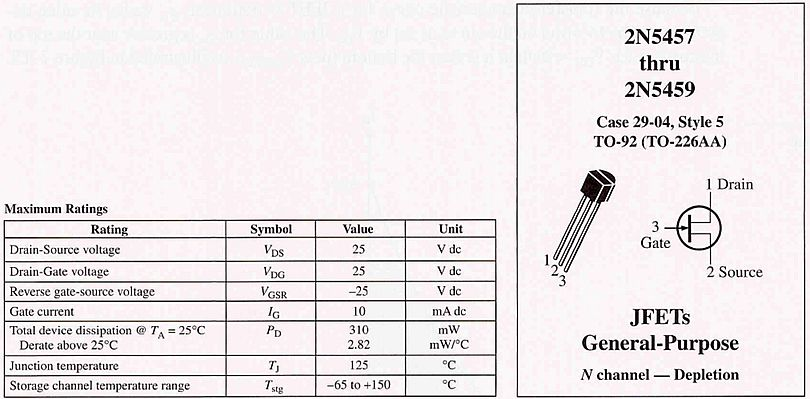 2N5457
thru
2N5459
Case 29-04, Style 5
TO-92 (TO-226AA)
1 Drain
3
Gate
2 Source
1
2
3
JFETs
General-Purpose
N channel — Depletion
Maximum Ratings
Rating Symbol Value Unit
Drain-Source voltage VDS 25 V dc
Drain-Gate voltage VDG 25 V dc
Reverse gate-source voltage VGSR –25 V dc
Gate current IG 10 mA dc
Total device dissipation @ TA = 25°C PD 310 mW
Derate above 25°C 2.82 mW/°C
Junction temperature TJ 125 °C
Storage channel temperature range Tstg –65 to +150 °C